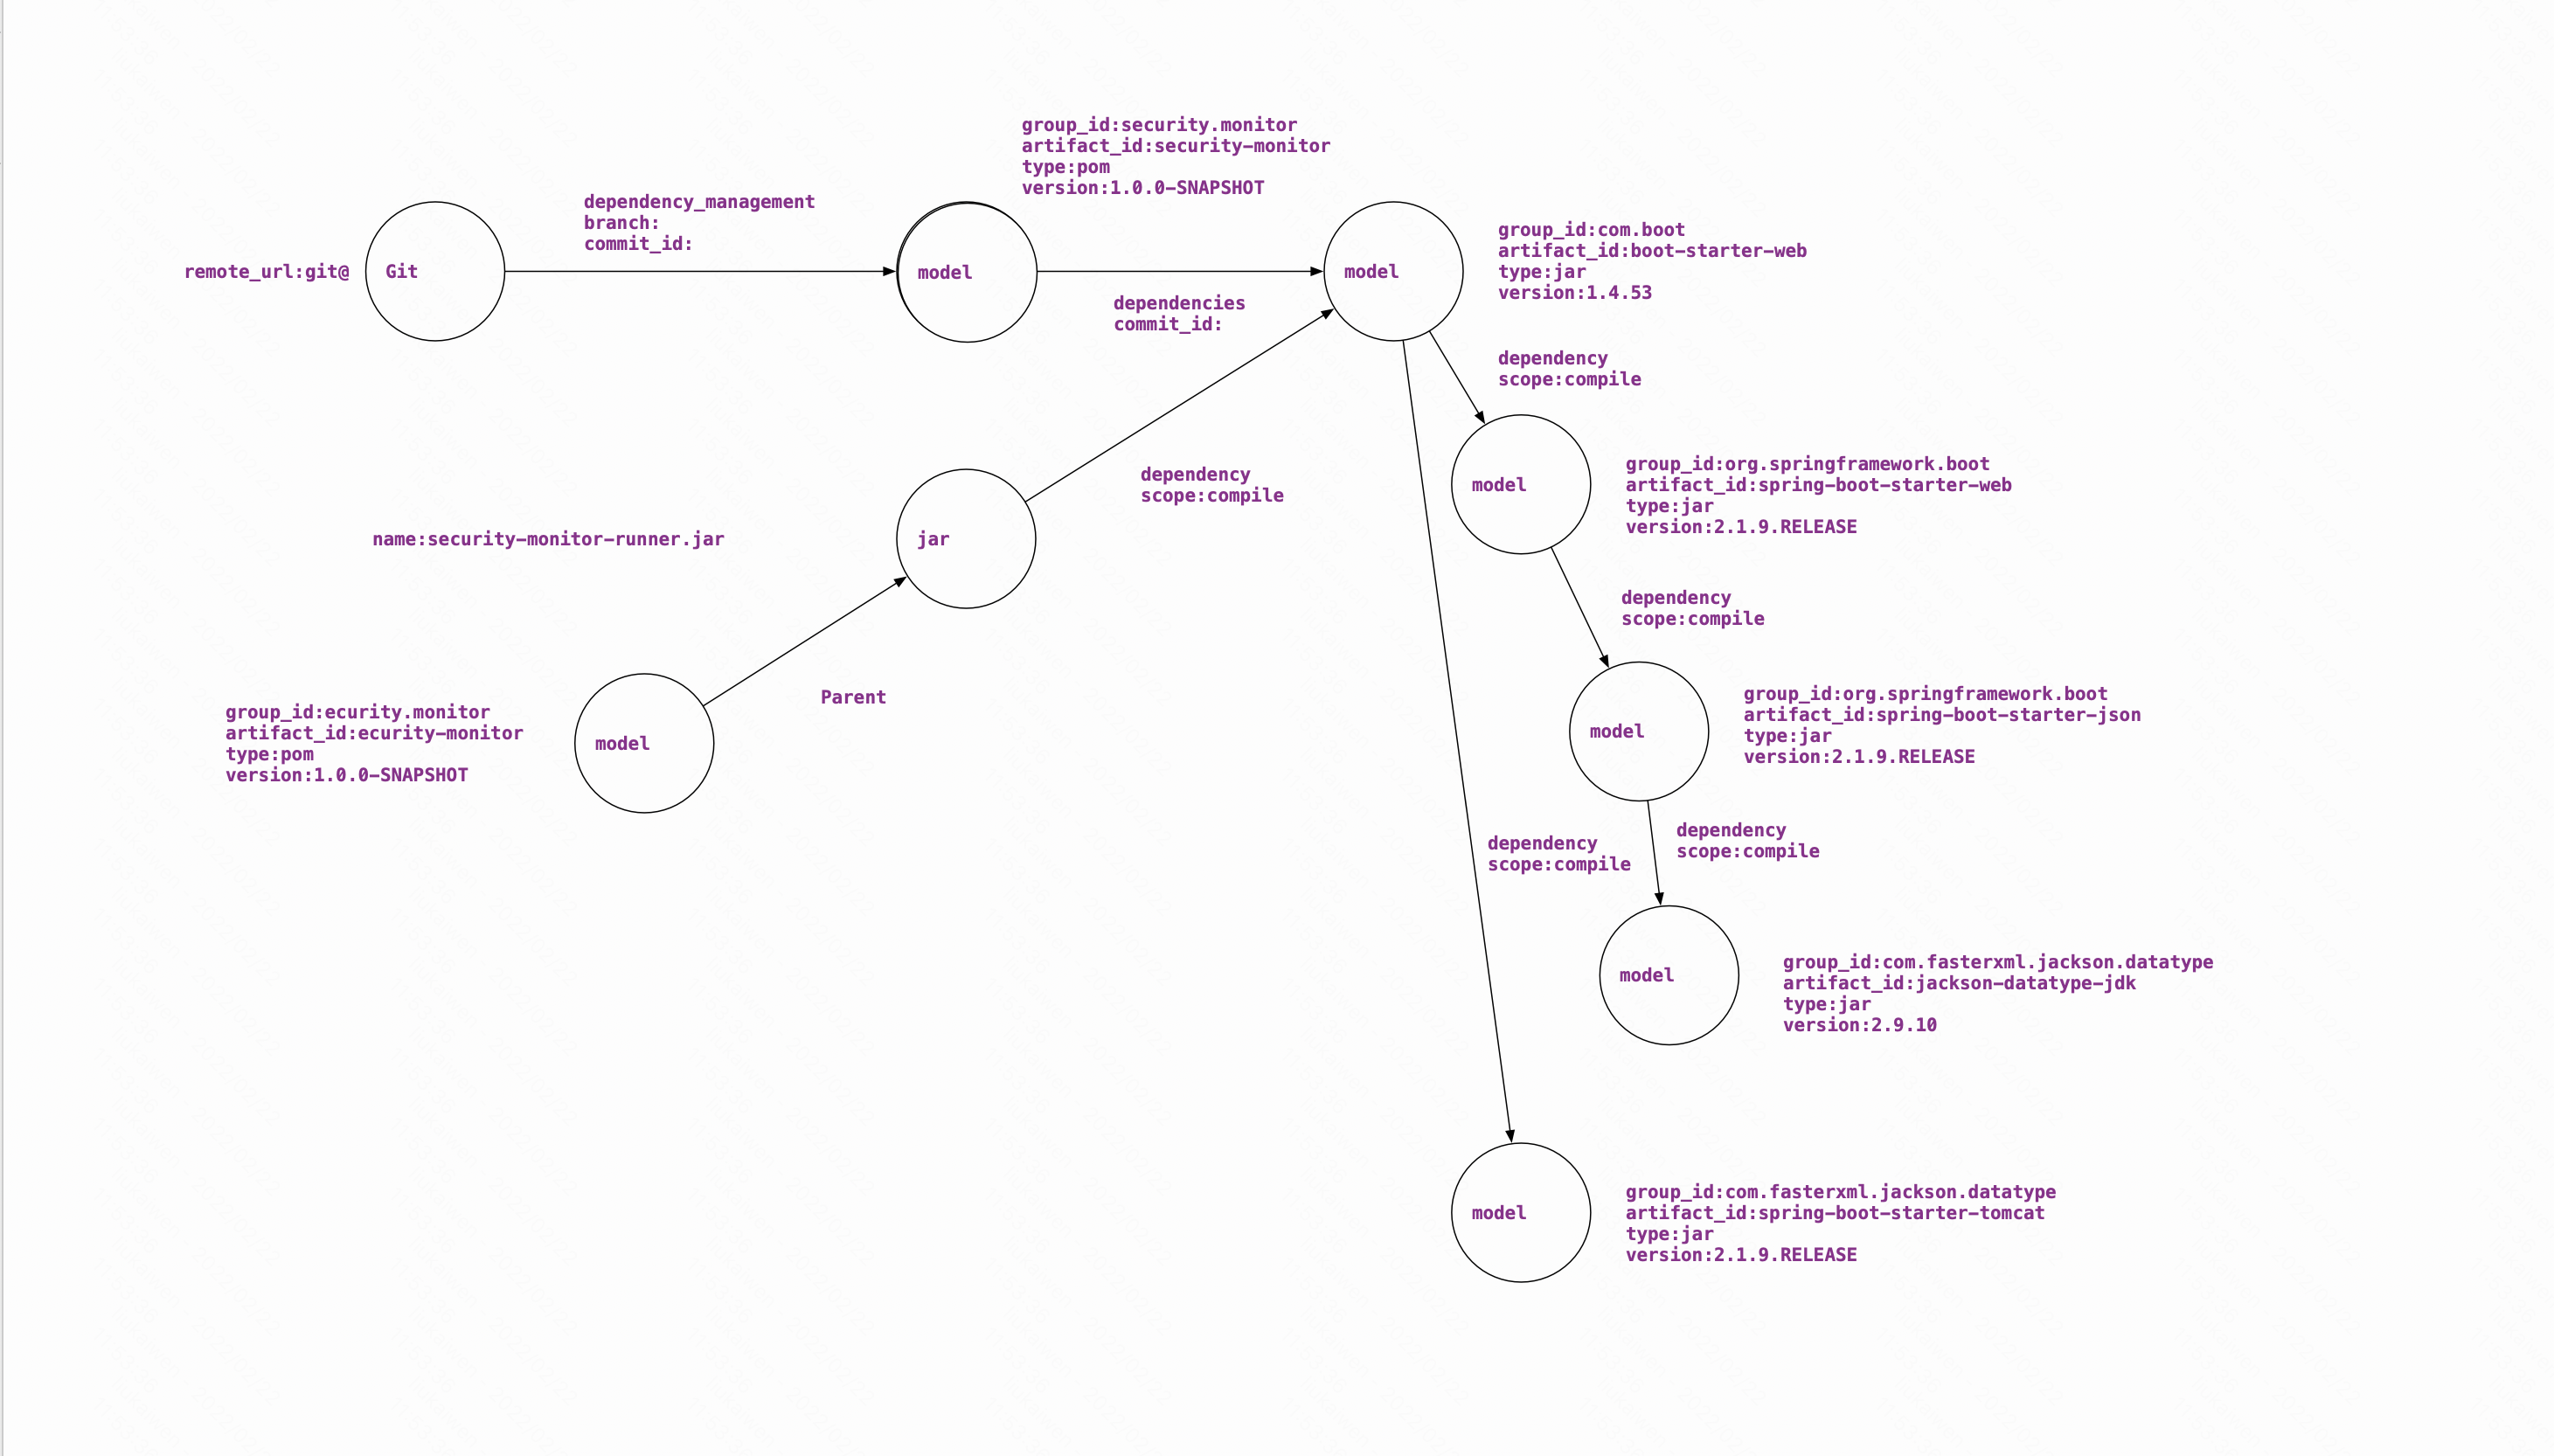 group_id:security.monitor
artifact_id:security-monitor
type:pom
version:1.0.0-SNAPSHOT
dependency_management
branch:
commit_id:
remote_url:git@
Git
model
model
group_id:com.boot
artifact_id:boot-starter-web
type:jar
version:1.4.53
dependencies
commit_id:
dependency
scope:compile
dependency
scope:compile
model
group_id:org.springframework.boot
artifact_id:spring-boot-starter-web
type:jar
version:2.1.9.RELEASE
name:security-monitor-runner.jar
jar
dependency
scope:compile
Parent
group_id:ecurity.monitor
artifact_id:ecurity-monitor
type:pom
version:1.0.0-SNAPSHOT
model
model
group_id:org.springframework.boot
artifact_id:spring-boot-starter-json
type:jar
version:2.1.9.RELEASE
dependency
scope:compile
dependency
scope:compile
model
group_id:com.fasterxml.jackson.datatype
artifact_id:jackson-datatype-jdk
type:jar
version:2.9.10
model
group_id:com.fasterxml.jackson.datatype
artifact_id:spring-boot-starter-tomcat
type:jar
version:2.1.9.RELEASE